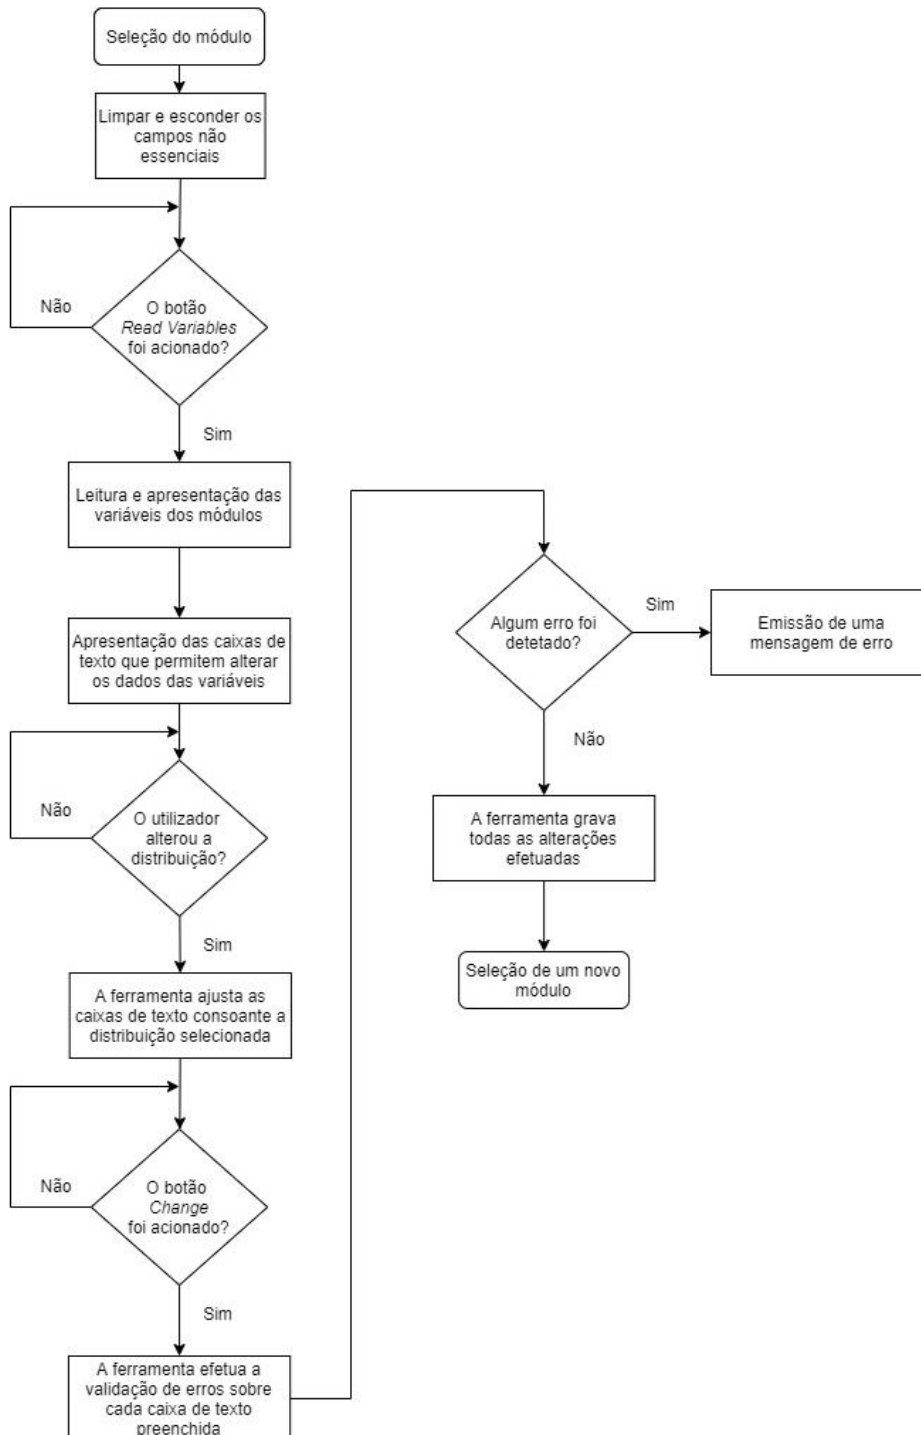 Seleção do módulo
Limpar e esconder os
campos não
essenciais
Não
O botão
Read Variables
foi acionado?
Sim
Leitura e apresentação das
variáveis dos módulos
Apresentação das caixas de
texto que permitem alterar
os dados das variáveis
Não
O utilizador
alterou a
distribuição?
Sim
A ferramenta ajusta as
caixas de texto consoante a
distribuição selecionada
Não
O botão
Change
foi acionado?
Sim
A ferramenta efetua a
validação de erros sobre
cada caixa de texto
preenchida
Algum erro foi
detetado?
Sim
Emissão de uma
mensagem de erro
Não
A ferramenta grava
todas as alterações
efetuadas
Seleção de um novo
módulo